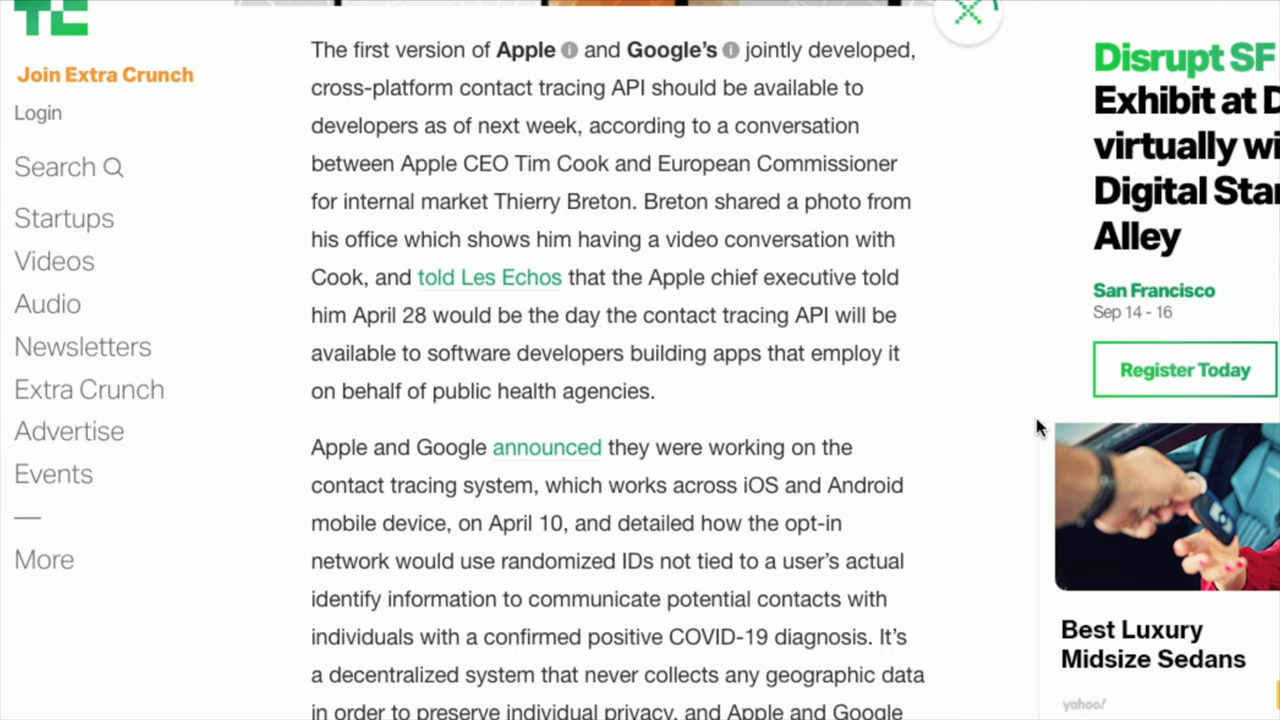 TC
Join Extra Crunch
Login
Search
Startups
Videos
Audio
Newsletters
Extra Crunch
Advertise
Events
More
The first version of Apple and Google's jointly developed,
cross-platform contact tracing API should be available to
developers as of next week, according to a conversation
between Apple CEO Tim Cook and European Commissioner
for internal market Thierry Breton. Breton shared a photo from
his office which shows him having a video conversation with
Cook, and told Les Echos that the Apple chief executive told
him April 28 would be the day the contact tracing API will be
available to software developers building apps that employ it
on behalf of public health agencies.
Apple and Google announced they were working on the
contact tracing system, which works across iOS and Android
mobile device, on April 10, and detailed how the opt-in
network would use randomized IDs not tied to a user's actual
identify information to communicate potential contacts with
individuals with a confirmed positive COVID-19 diagnosis. It's
a decentralized system that never collects any geographic data
in order to preserve individual privacy, and Apple and Google
Disrupt SF
Exhibit at D
virtually wi
Digital Star
Alley
San Francisco
Sep 14 - 16
Register Today
Best Luxury
Midsize Sedans
yahoo!